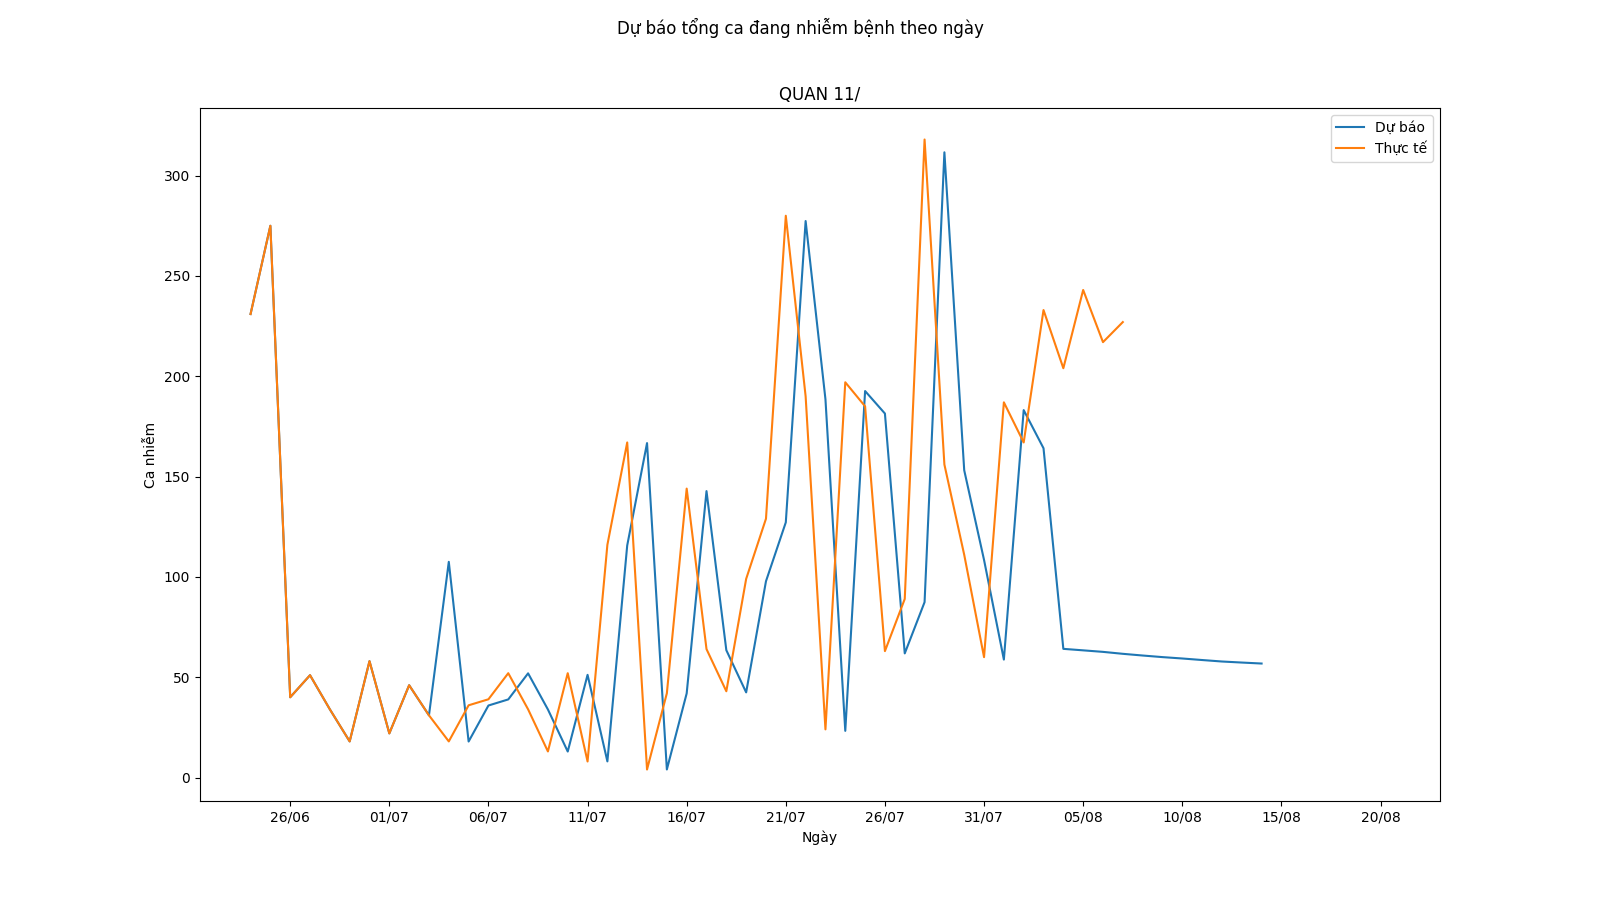 Dự báo tổng ca đang nhiễm bệnh theo ngày
QUAN 11/
Dự báo
Thực tế
300
250
200
150
100
50
0
Ca nhiễm
26/06 01/07 06/07 11/07 16/07 21/07 26/07 31/07 05/08 10/08 15/08 20/08
Ngày